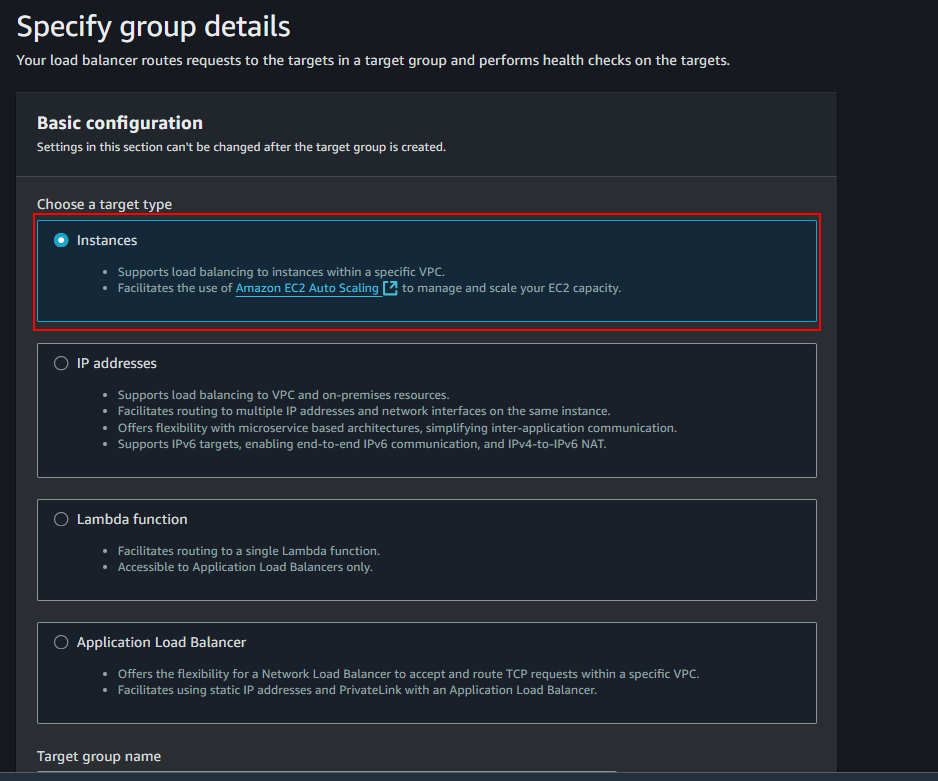 Specify group details
Your load balancer routes requests to the targets in a target group and performs health checks on the targets.
Basic configuration
Settings in this section can't be changed after the target group is created.
Choose a target type
Instances
• Supports load balancing to instances within a specific VPC.
• Facilitates the use of Amazon EC2 Auto Scaling to manage and scale your EC2 capacity.
IP addresses
• Supports load balancing to VPC and on-premises resources.
• Facilitates routing to multiple IP addresses and network interfaces on the same instance.
• Offers flexibility with microservice based architectures, simplifying inter-application communication.
• Supports IPv6 targets, enabling end-to-end IPv6 communication, and IPv4-to-IPv6 NAT.
Lambda function
• Facilitates routing to a single Lambda function.
• Accessible to Application Load Balancers only.
Application Load Balancer
• Offers the flexibility for a Network Load Balancer to accept and route TCP requests within a specific VPC.
• Facilitates using static IP addresses and PrivateLink with an Application Load Balancer.
Target group name